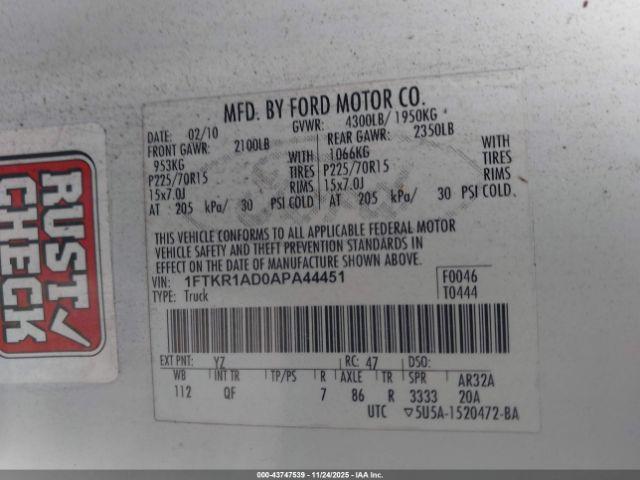 RUST
CHECK
MFD. BY FORD MOTOR CO.
DATE: 02/10 GVWR: 4300LB/ 1950KG
FRONT GAWR: 2100LB REAR GAWR: 2350LB
953KG WITH 1066KG WITH
P225/70R15 TIRES P225/70R15 TIRES
15x7.0J RIMS 15x7.0J RIMS
AT 205 kPa/ 30 PSI COLD AT 205 kPa/ 30 PSI COLD.
THIS VEHICLE CONFORMS TO ALL APPLICABLE FEDERAL MOTOR
VEHICLE SAFETY AND THEFT PREVENTION STANDARDS IN
EFFECT ON THE DATE OF MANUFACTURE SHOWN ABOVE.
VIN: 1FTKR1AD0APA44451 F0046
TYPE: Truck T0444
EXT PNT: YZ RC: 47 DSO:
WB INT TR TP/PS R AXLE TR SPR AR32A
112 QF 7 86 R 3333 20A
UTC ▽5U5A-1520472-BA
00-43747539 - 11/24/2025 - IAA Inc.